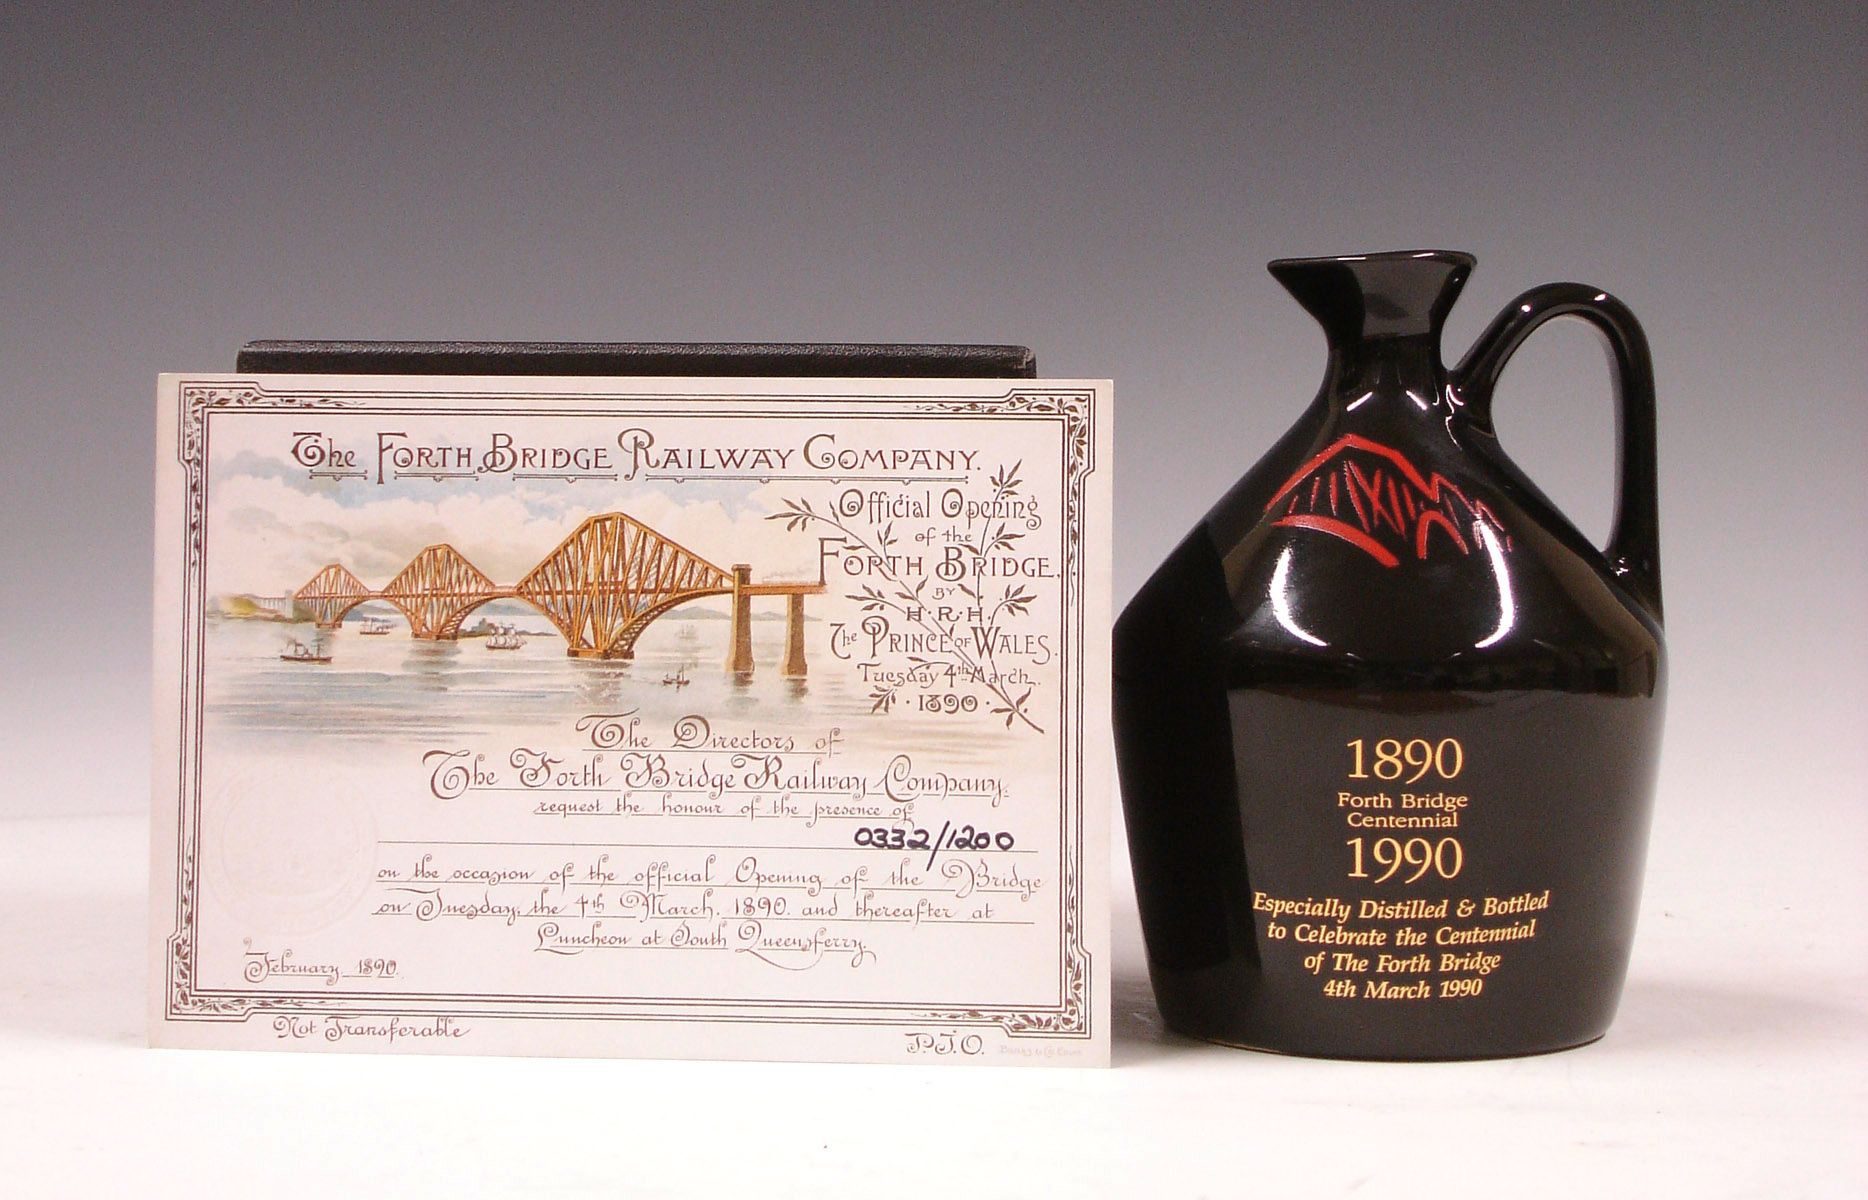 The Forth Bridge Railway Company.
Official Opening
of the
Forth Bridge.
BY
H.R.H.
The Prince of Wales.
Tuesday 4th March.
· 1890 ·
The Directors of
The Forth Bridge Railway Company.
request the honour of the presence of
0332/1200
on the occasion of the official Opening of the Bridge
on Tuesday, the 4th March. 1890. and thereafter at
Luncheon at South Queensferry.
February 1890.
Not Transferable
P.T.O.
1890
Forth Bridge
Centennial
1990
Especially Distilled & Bottled
to Celebrate the Centennial
of The Forth Bridge
4th March 1990